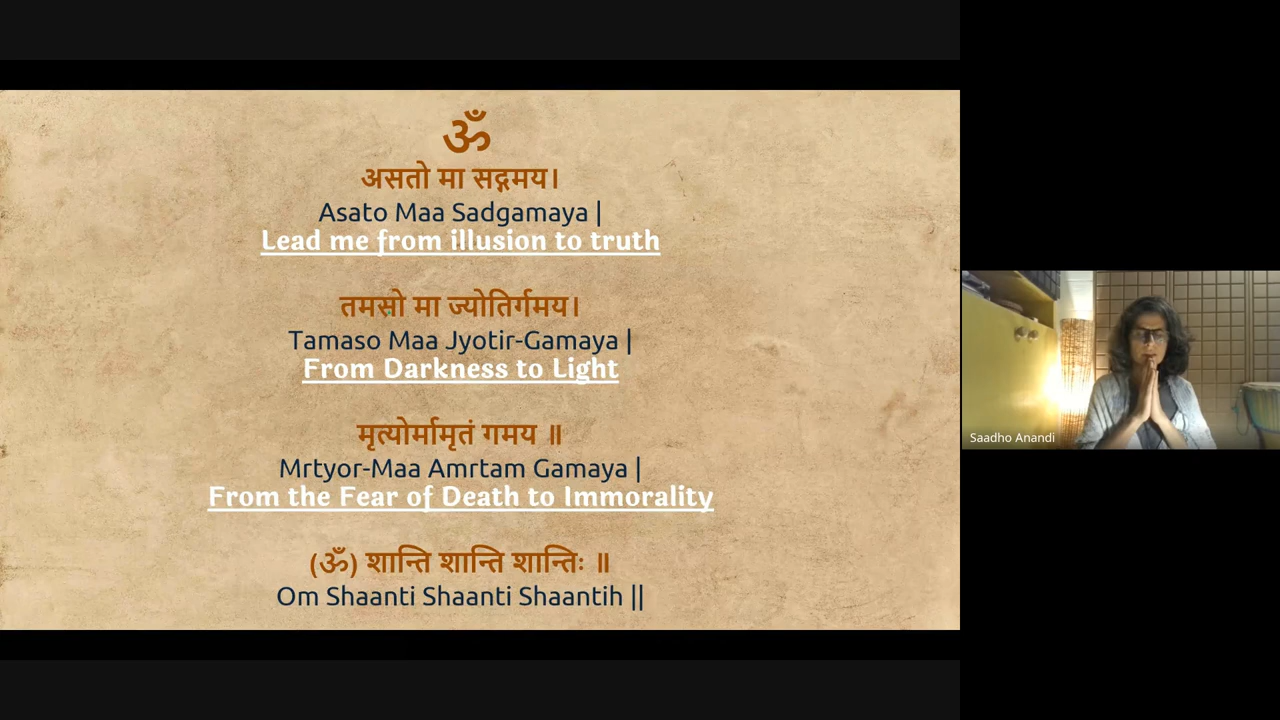 ॐ
असतो मा सद्गमय।
Asato Maa Sadgamaya |
Lead me from illusion to truth
तमसो मा ज्योतिर्गमय।
Tamaso Maa Jyotir-Gamaya |
From Darkness to Light
मृत्योर्मामृतं गमय ॥
Mrtyor-Maa Amrtam Gamaya |
From the Fear of Death to Immorality
(ॐ) शान्ति शान्ति शान्तिः ॥
Om Shaanti Shaanti Shaantih ||
Saadho Anandi